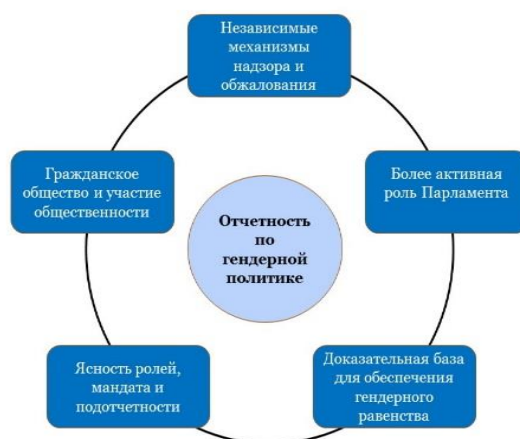 Независимые
механизмы
надзора и
обжалования
Гражданское
общество и участие
общественности
Более активная
роль Парламента
Отчетность
по
гендерной
политике
Ясность ролей,
мандата и
подотчетности
Доказательная база
для обеспечения
гендерного
равенства